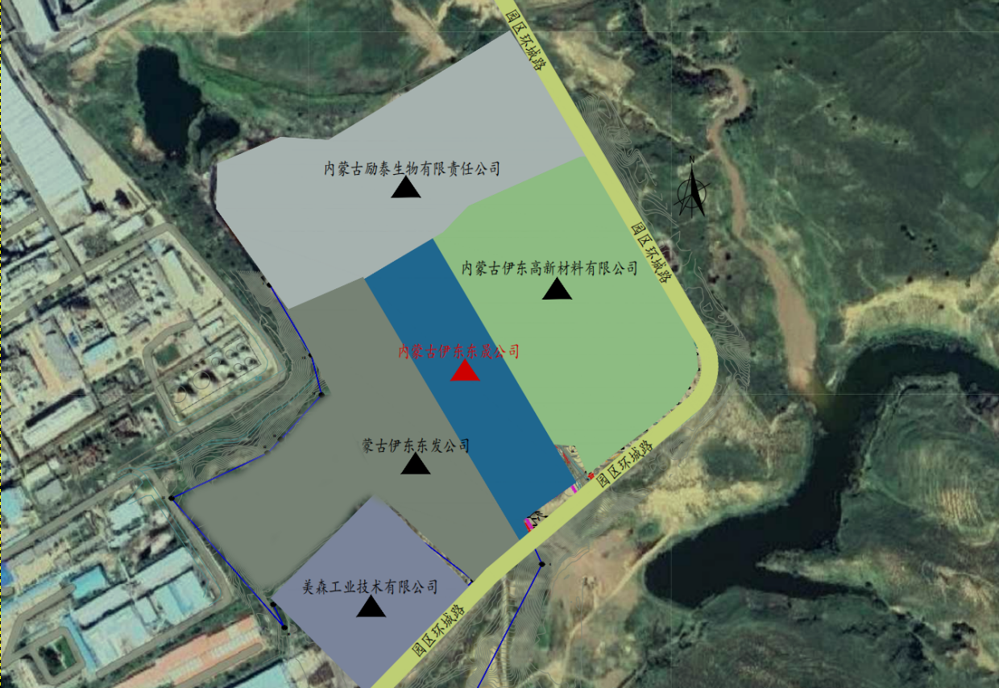 园区环城路
N
内蒙古励泰生物有限责任公司
园区环城路
内蒙古伊东高新材料有限公司
内蒙古伊东东晟公司
蒙古伊东东发公司
园区环城路
美森工业技术有限公司
园区环城路